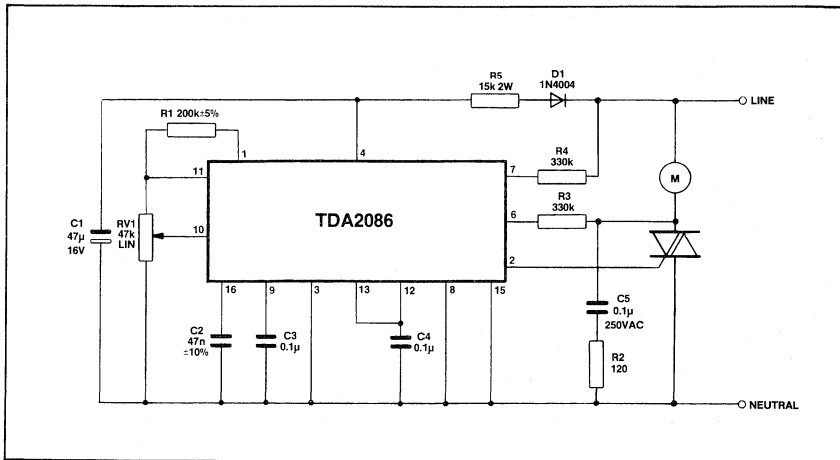 R5
15k 2W
D1
1N4004
LINE
R1 200k±5%
1
4
11
7
R4
330k
M
C1
47µ
16V
RV1
47k
LIN
10
TDA2086
6
R3
330k
2
16
9
3
13
12
8
15
C2
47n
±10%
C3
0.1µ
C4
0.1µ
C5
0.1µ
250VAC
R2
120
NEUTRAL